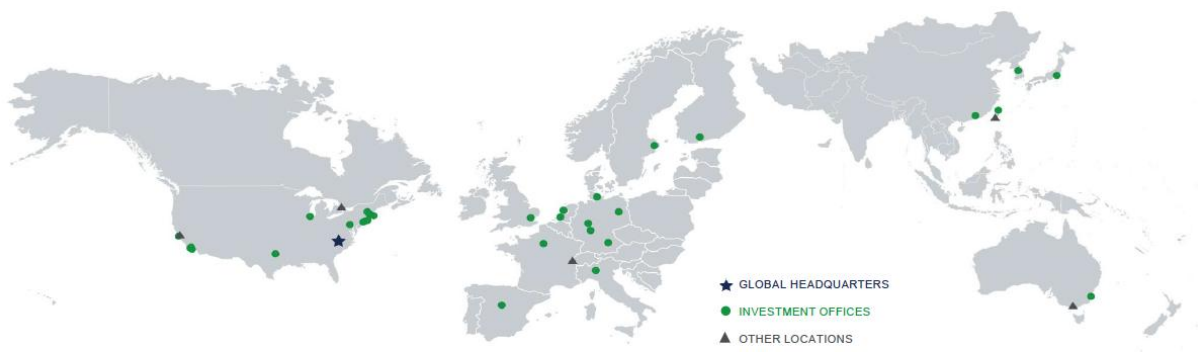 GLOBAL HEADQUARTERS
INVESTMENT OFFICES
OTHER LOCATIONS